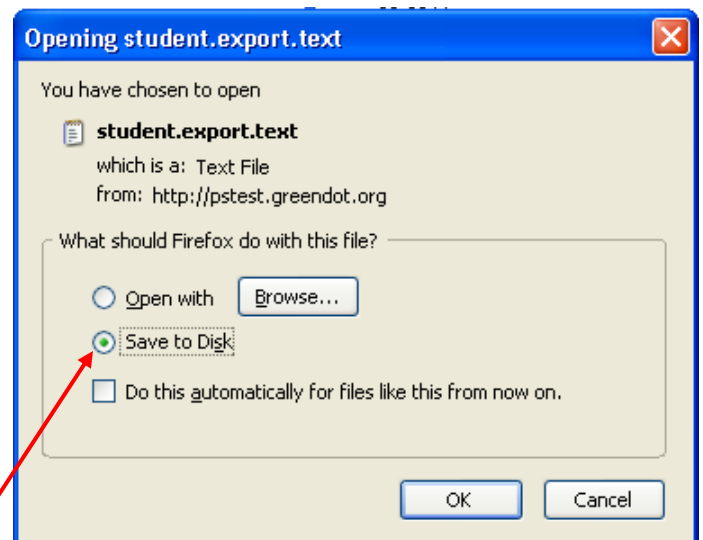 Opening student.export.text
You have chosen to open
student.export.text
which is a: Text File
from: http://pstest.greendot.org
What should Firefox do with this file?
Open with Browse...
Save to Disk
Do this automatically for files like this from now on.
OK Cancel